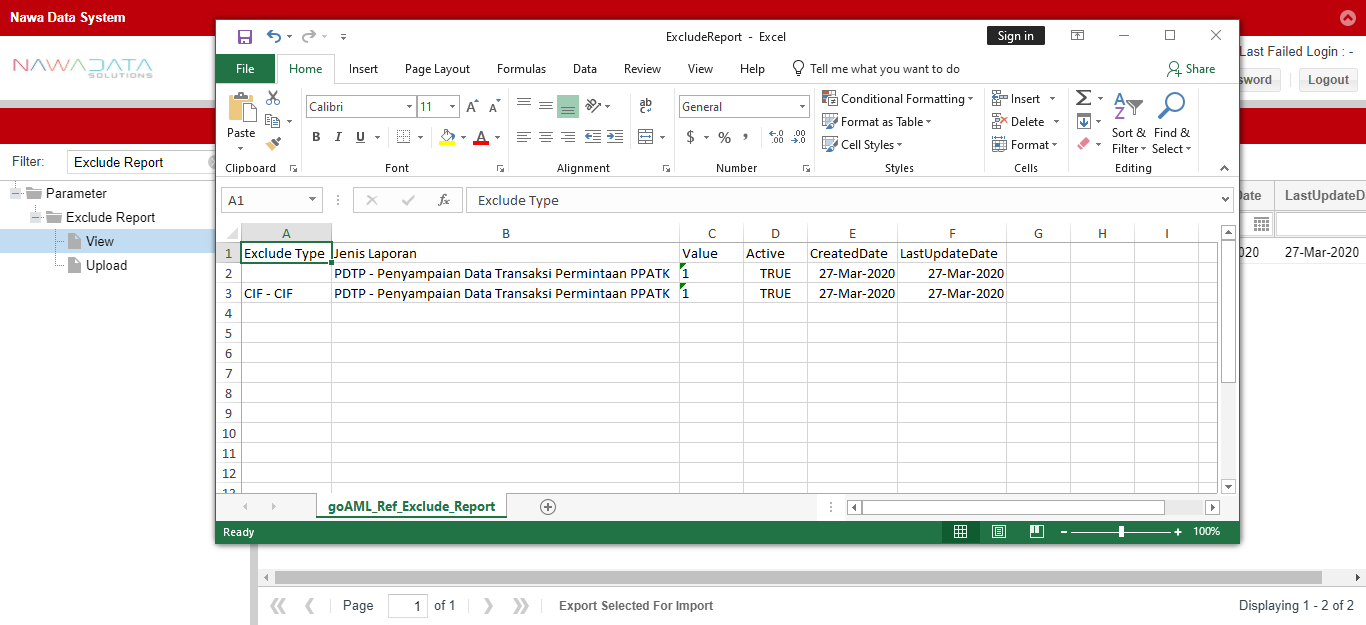 Nawa Data System
NAWADATA
SOLUTIONS
Last Failed Login : -
sword
Logout
Filter:
Exclude Report
Parameter
Exclude Report
View
Upload
ExcludeReport - Excel
Sign in
File Home Insert Page Layout Formulas Data Review View Help Tell me what you want to do Share
Paste
Clipboard
Calibri 11
B I U A
Font
ab
Alignment
General
$ % ,
Number
Conditional Formatting
Format as Table
Cell Styles
Styles
Insert
Delete
Format
Cells
Sort & Filter
Find & Select
Editing
A1 fx Exclude Type
A B C D E F G H I
1 Exclude Type Jenis Laporan Value Active CreatedDate LastUpdateDate
2 PDTP - Penyampaian Data Transaksi Permintaan PPATK 1 TRUE 27-Mar-2020 27-Mar-2020
3 CIF - CIF PDTP - Penyampaian Data Transaksi Permintaan PPATK 1 TRUE 27-Mar-2020 27-Mar-2020
4
5
6
7
8
9
10
11
12
goAML_Ref_Exclude_Report
Ready 100%
Date LastUpdateD
020 27-Mar-2020
Page 1 of 1 Export Selected For Import Displaying 1 - 2 of 2